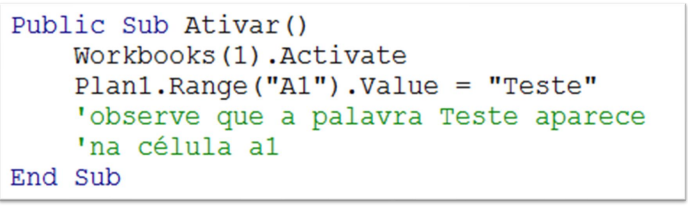 Public Sub Ativar()
    Workbooks(1).Activate
    Plan1.Range("A1").Value = "Teste"
    'observe que a palavra Teste aparece
    'na célula a1
End Sub